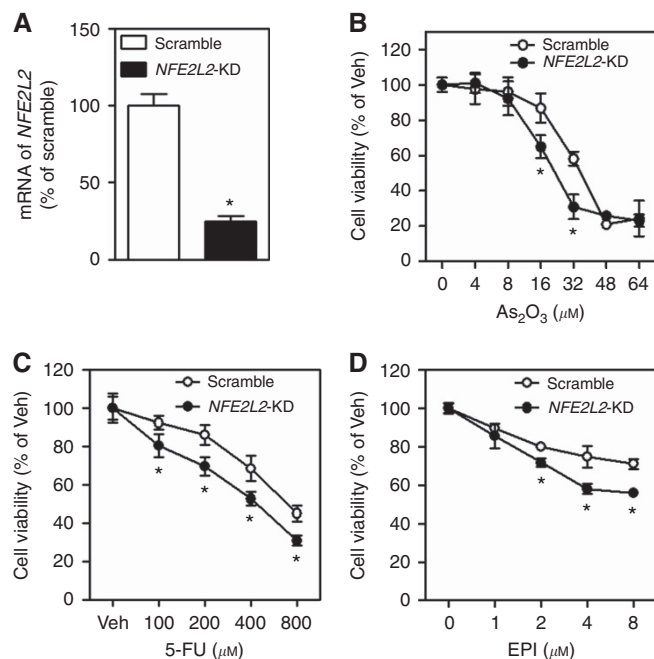 A
mRNA of NFE2L2
(% of scramble)
150
100
50
0
Scramble
NFE2L2-KD
*
B
Cell viability (% of Veh)
120
100
80
60
40
20
0
Scramble
NFE2L2-KD
*
*
0 4 8 16 32 48 64
As₂O₃ (μM)
C
Cell viability (% of Veh)
120
100
80
60
40
20
0
Scramble
NFE2L2-KD
*
*
*
*
Veh 100 200 400 800
5-FU (μM)
D
Cell viability (% of Veh)
120
100
80
60
40
20
0
Scramble
NFE2L2-KD
*
*
*
0 1 2 4 8
EPI (μM)